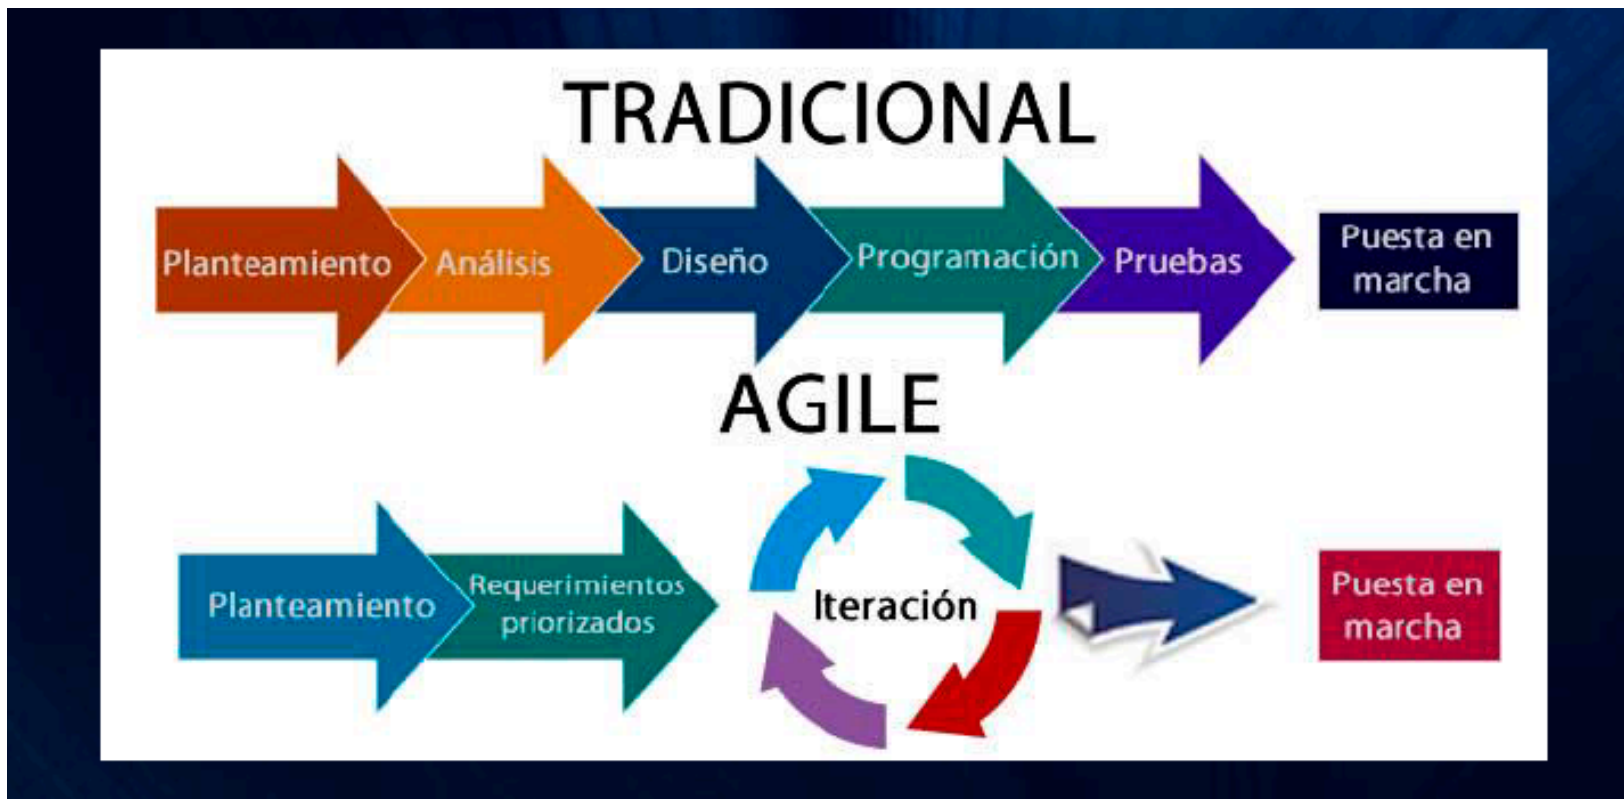 TRADICIONAL
Planteamiento
Análisis
Diseño
Programación
Pruebas
Puesta en
marcha
AGILE
Planteamiento
Requerimientos
priorizados
Iteración
Puesta en
marcha